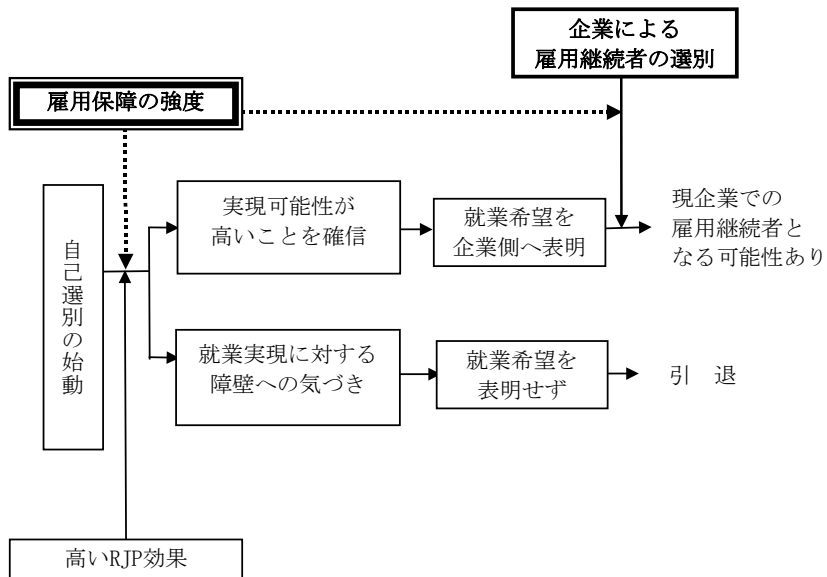 企業による
雇用継続者の選別
雇用保障の強度
自己選別の始動
実現可能性が
高いことを確信
就業希望を
企業側へ表明
現企業での
雇用継続者と
なる可能性あり
就業実現に対する
障壁への気づき
就業希望を
表明せず
引　退
高いRJP効果